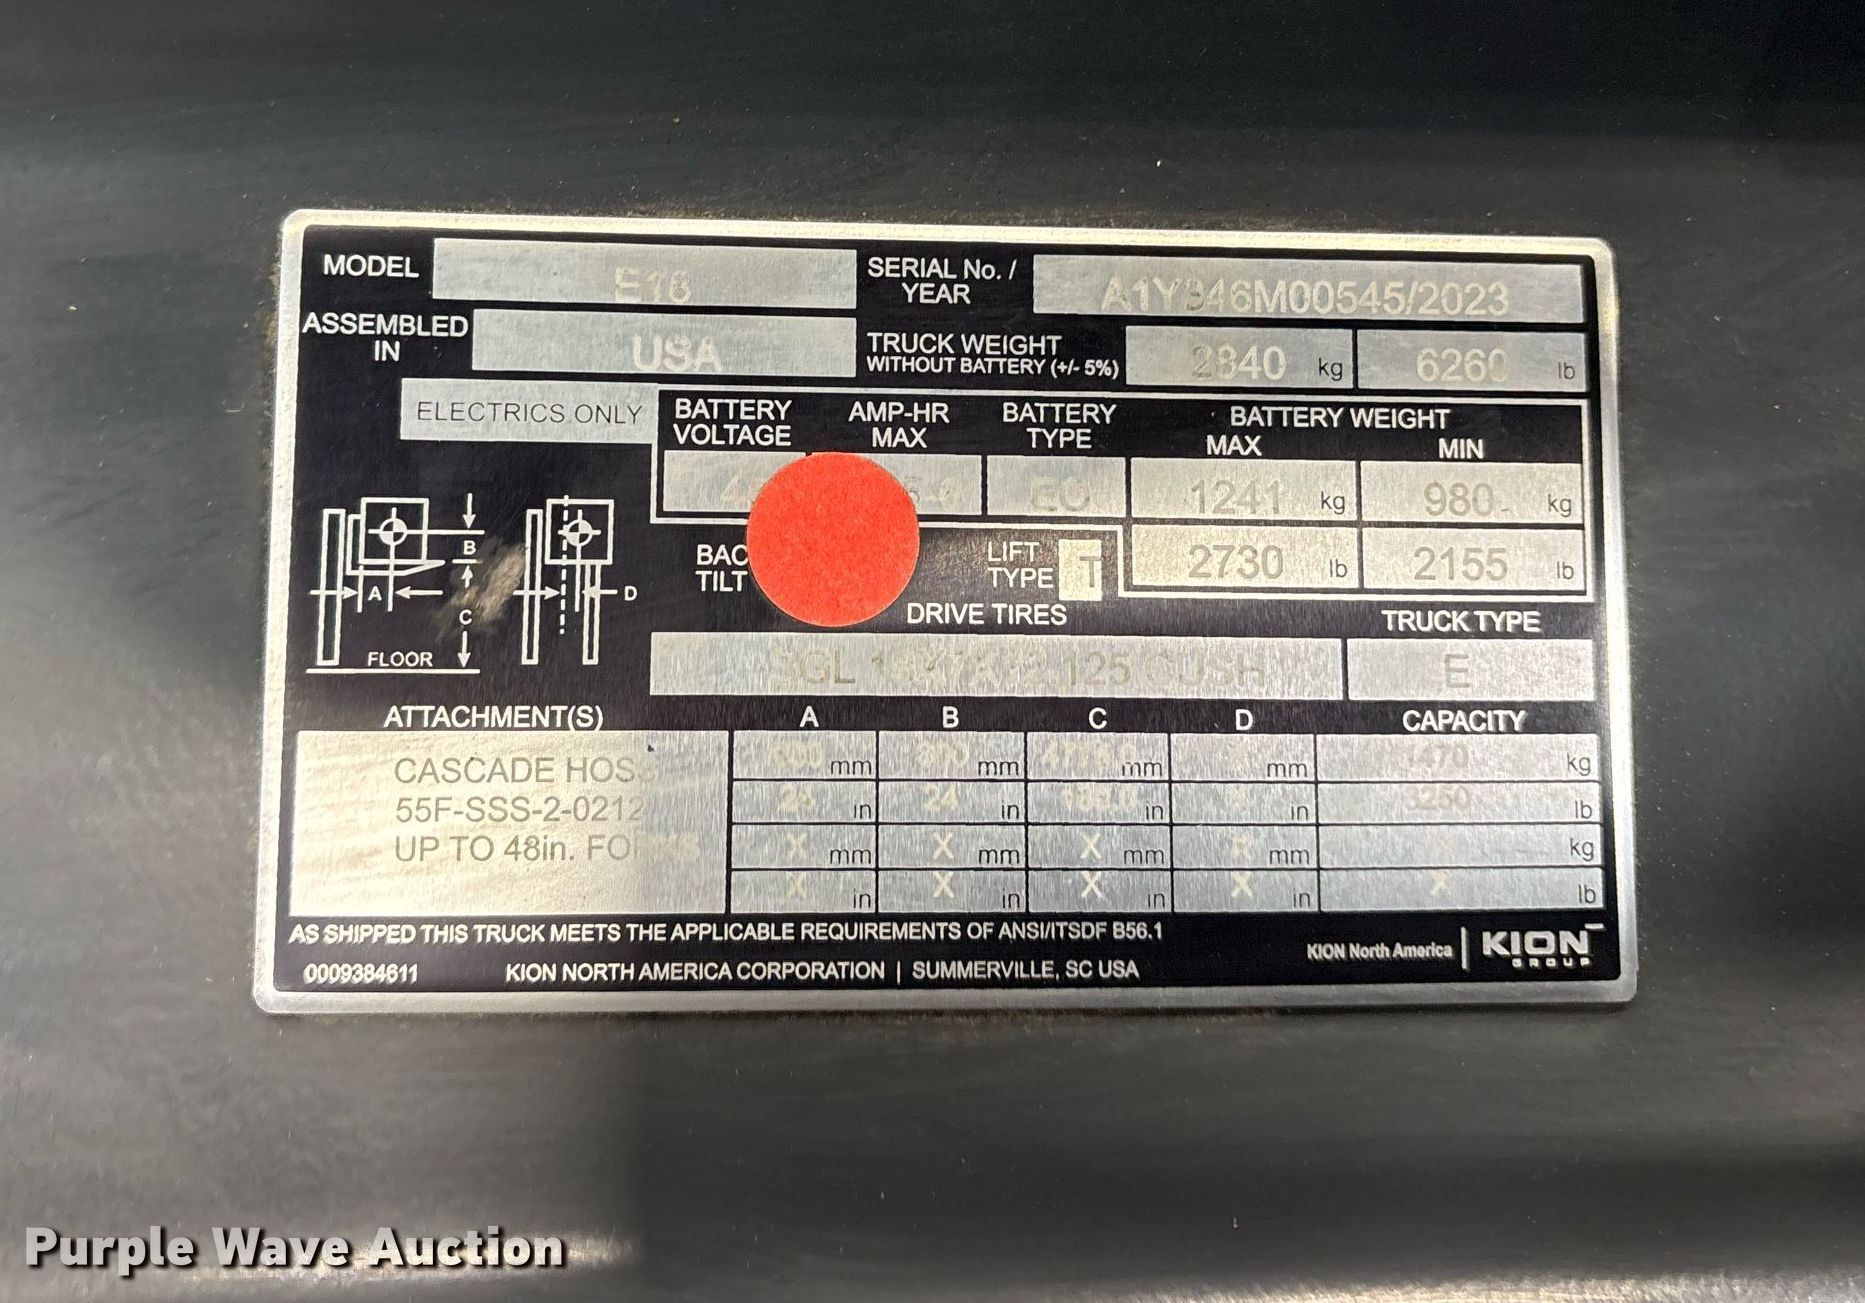 MODEL E16 SERIAL No. / YEAR A1Y346M00545/2023
ASSEMBLED IN USA TRUCK WEIGHT WITHOUT BATTERY (+/- 5%) 2840 kg 6260 lb
ELECTRICS ONLY BATTERY VOLTAGE AMP-HR MAX BATTERY TYPE BATTERY WEIGHT
MAX MIN
EO 1241 kg 980 kg
TILT LIFT TYPE T 2730 lb 2155 lb
A B C D FLOOR
DRIVE TIRES TRUCK TYPE
SGL CUSH E
ATTACHMENT(S) A B C D CAPACITY
CASCADE mm mm mm mm kg
55F-SSS-2-0212 in 24 in in in 3250 lb
UP TO 48in. X mm X mm X mm X mm X kg
X in X in X in X in X lb
AS SHIPPED THIS TRUCK MEETS THE APPLICABLE REQUIREMENTS OF ANSI/ITSDF B56.1
KION North America | KION GROUP
0009384611 KION NORTH AMERICA CORPORATION | SUMMERVILLE, SC USA
Purple Wave Auction